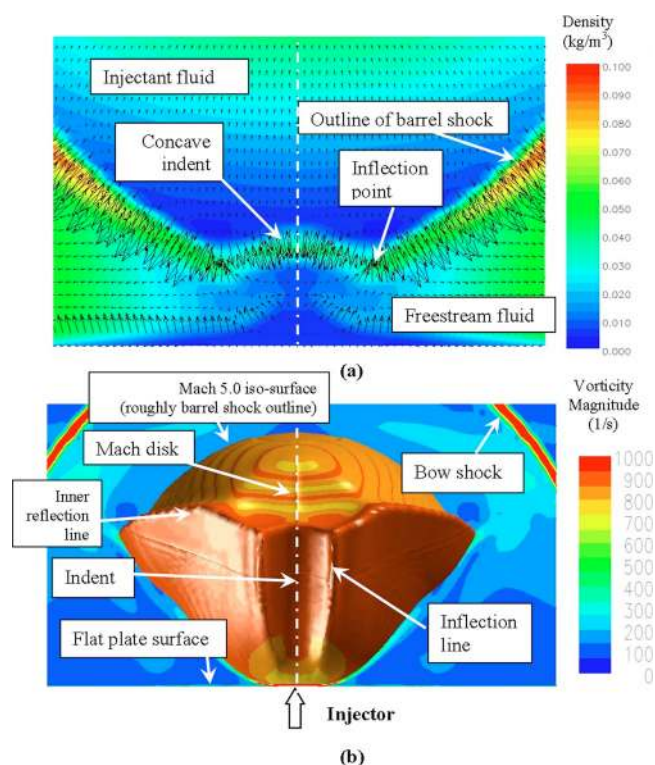 Density
(kg/m³)
Injectant fluid
Outline of barrel shock
Concave
indent
Inflection
point
Freestream fluid
0.100
0.090
0.080
0.070
0.060
0.050
0.040
0.030
0.020
0.010
0.000
(a)
Mach 5.0 iso-surface
(roughly barrel shock outline)
Vorticity
Magnitude
(1/s)
Mach disk
Bow shock
Inner
reflection
line
Indent
Inflection
line
Flat plate surface
1000
900
800
700
600
500
400
300
200
100
0
Injector
(b)